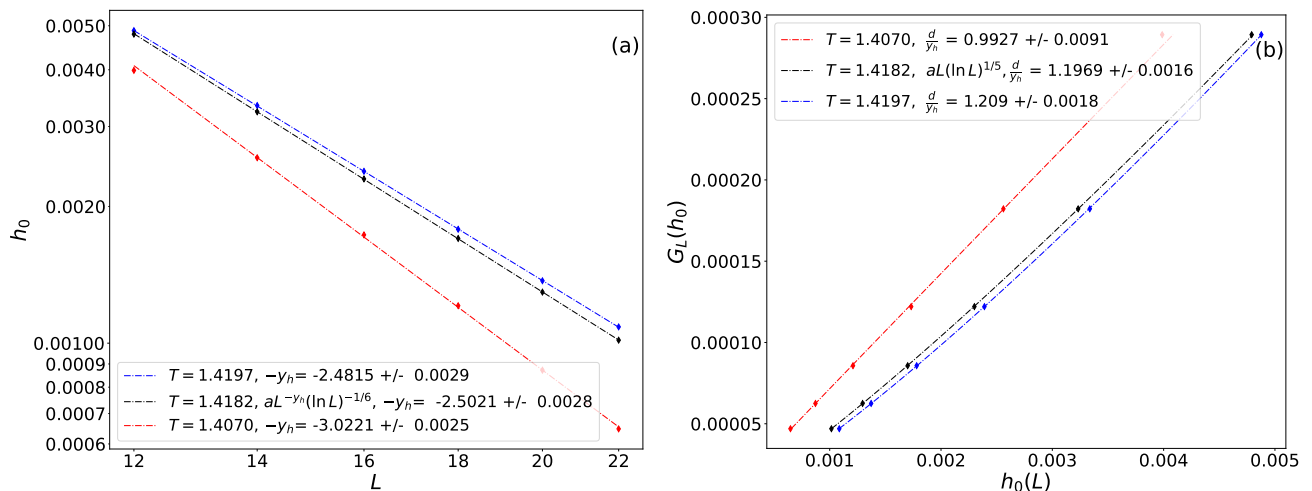 (a)
h₀
0.0050
0.0040
0.0030
0.0020
0.00100
0.0009
0.0008
0.0007
0.0006
T = 1.4197, −yₕ= -2.4815 +/- 0.0029
T = 1.4182, aL^{−yₕ}(ln L)^{−1/6}, −yₕ= -2.5021 +/- 0.0028
T = 1.4070, −yₕ= -3.0221 +/- 0.0025
12 14 16 18 20 22
L
(b)
G_L(h₀)
0.00030
0.00025
0.00020
0.00015
0.00010
0.00005
T = 1.4070, d/yₕ = 0.9927 +/- 0.0091
T = 1.4182, aL(ln L)^{1/5}, d/yₕ = 1.1969 +/- 0.0016
T = 1.4197, d/yₕ = 1.209 +/- 0.0018
0.001 0.002 0.003 0.004 0.005
h₀(L)